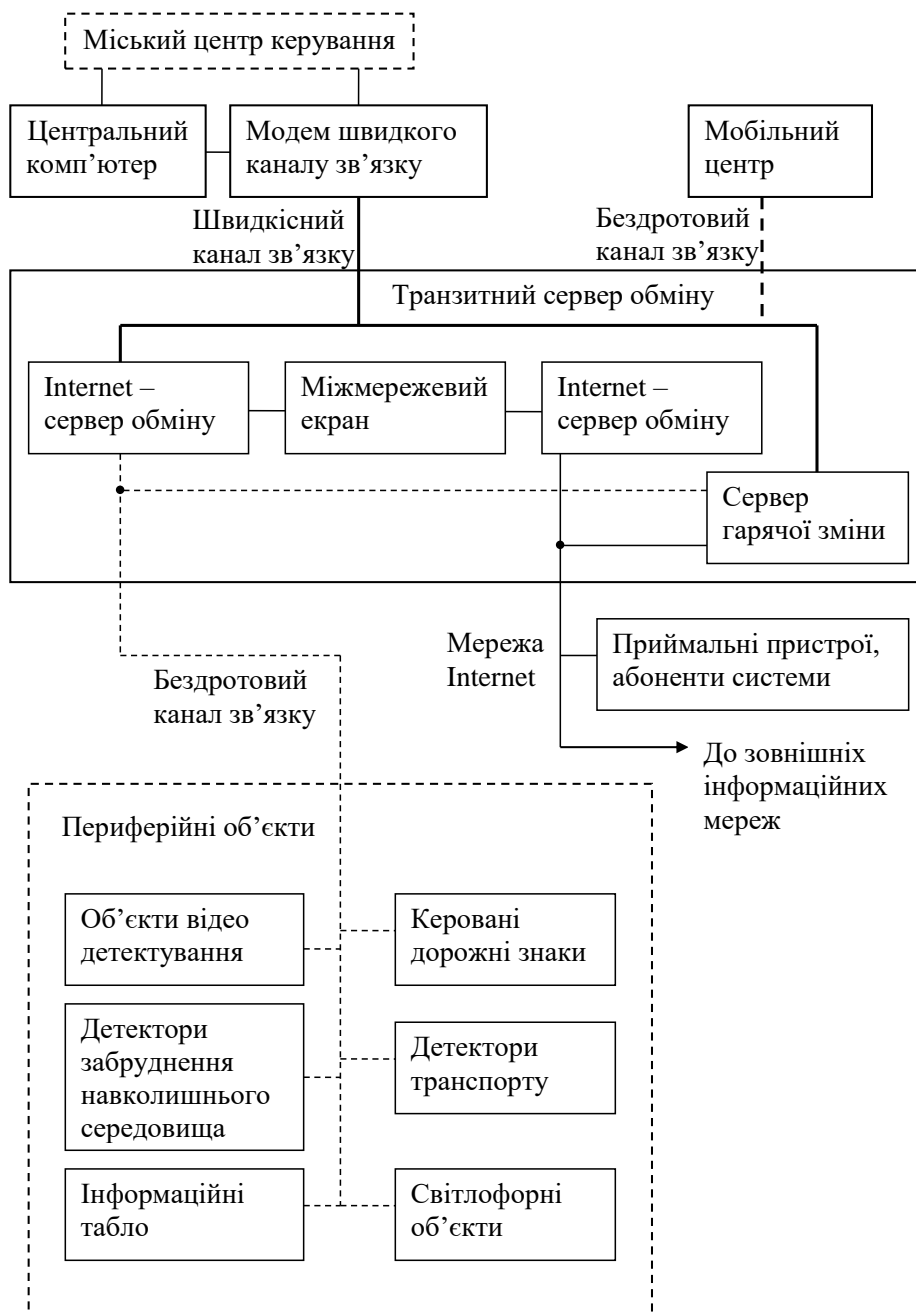 Міський центр керування
Центральний
комп’ютер
Модем швидкого
каналу зв’язку
Мобільний
центр
Швидкісний
канал зв’язку
Бездротовий
канал зв’язку
Транзитний сервер обміну
Internet –
сервер обміну
Міжмережевий
екран
Internet –
сервер обміну
Сервер
гарячої зміни
Мережа
Internet
Приймальні пристрої,
абоненти системи
Бездротовий
канал зв’язку
До зовнішніх
інформаційних
мереж
Периферійні об’єкти
Об’єкти відео
детектування
Керовані
дорожні знаки
Детектори
забруднення
навколишнього
середовища
Детектори
транспорту
Інформаційні
табло
Світлофорні
об’єкти